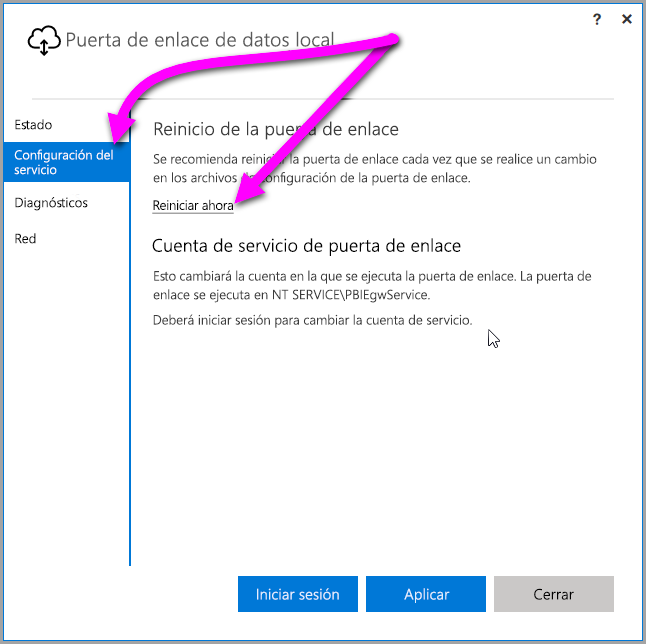 ? ×
Puerta de enlace de datos local
Estado
Configuración del
servicio
Diagnósticos
Red
Reinicio de la puerta de enlace
Se recomienda reiniciar la puerta de enlace cada vez que se realice un cambio
en los archivos de configuración de la puerta de enlace.
Reiniciar ahora
Cuenta de servicio de puerta de enlace
Esto cambiará la cuenta en la que se ejecuta la puerta de enlace. La puerta de
enlace se ejecuta en NT SERVICE\PBIEgwService.
Deberá iniciar sesión para cambiar la cuenta de servicio.
Iniciar sesión
Aplicar
Cerrar